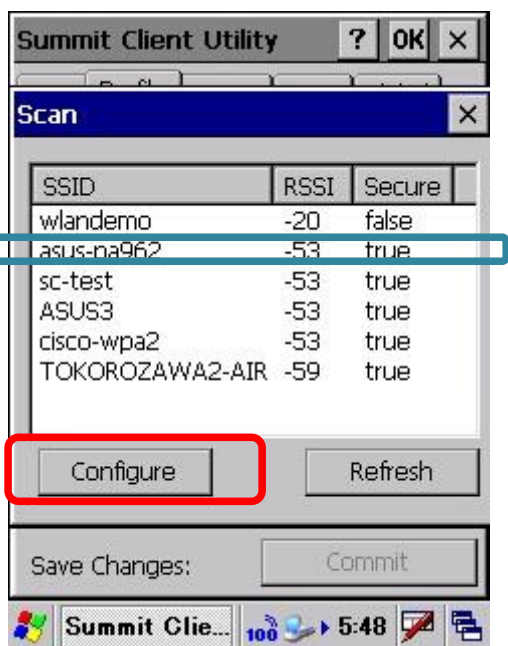 Summit Client Utility ? OK ×
Scan ×
SSID RSSI Secure
wlandemo -20 false
asus-na962 -53 true
sc-test -53 true
ASUS3 -53 true
cisco-wpa2 -53 true
TOKOROZAWA2-AIR -59 true
Configure Refresh
Save Changes: Commit
Summit Clie... 100 5:48